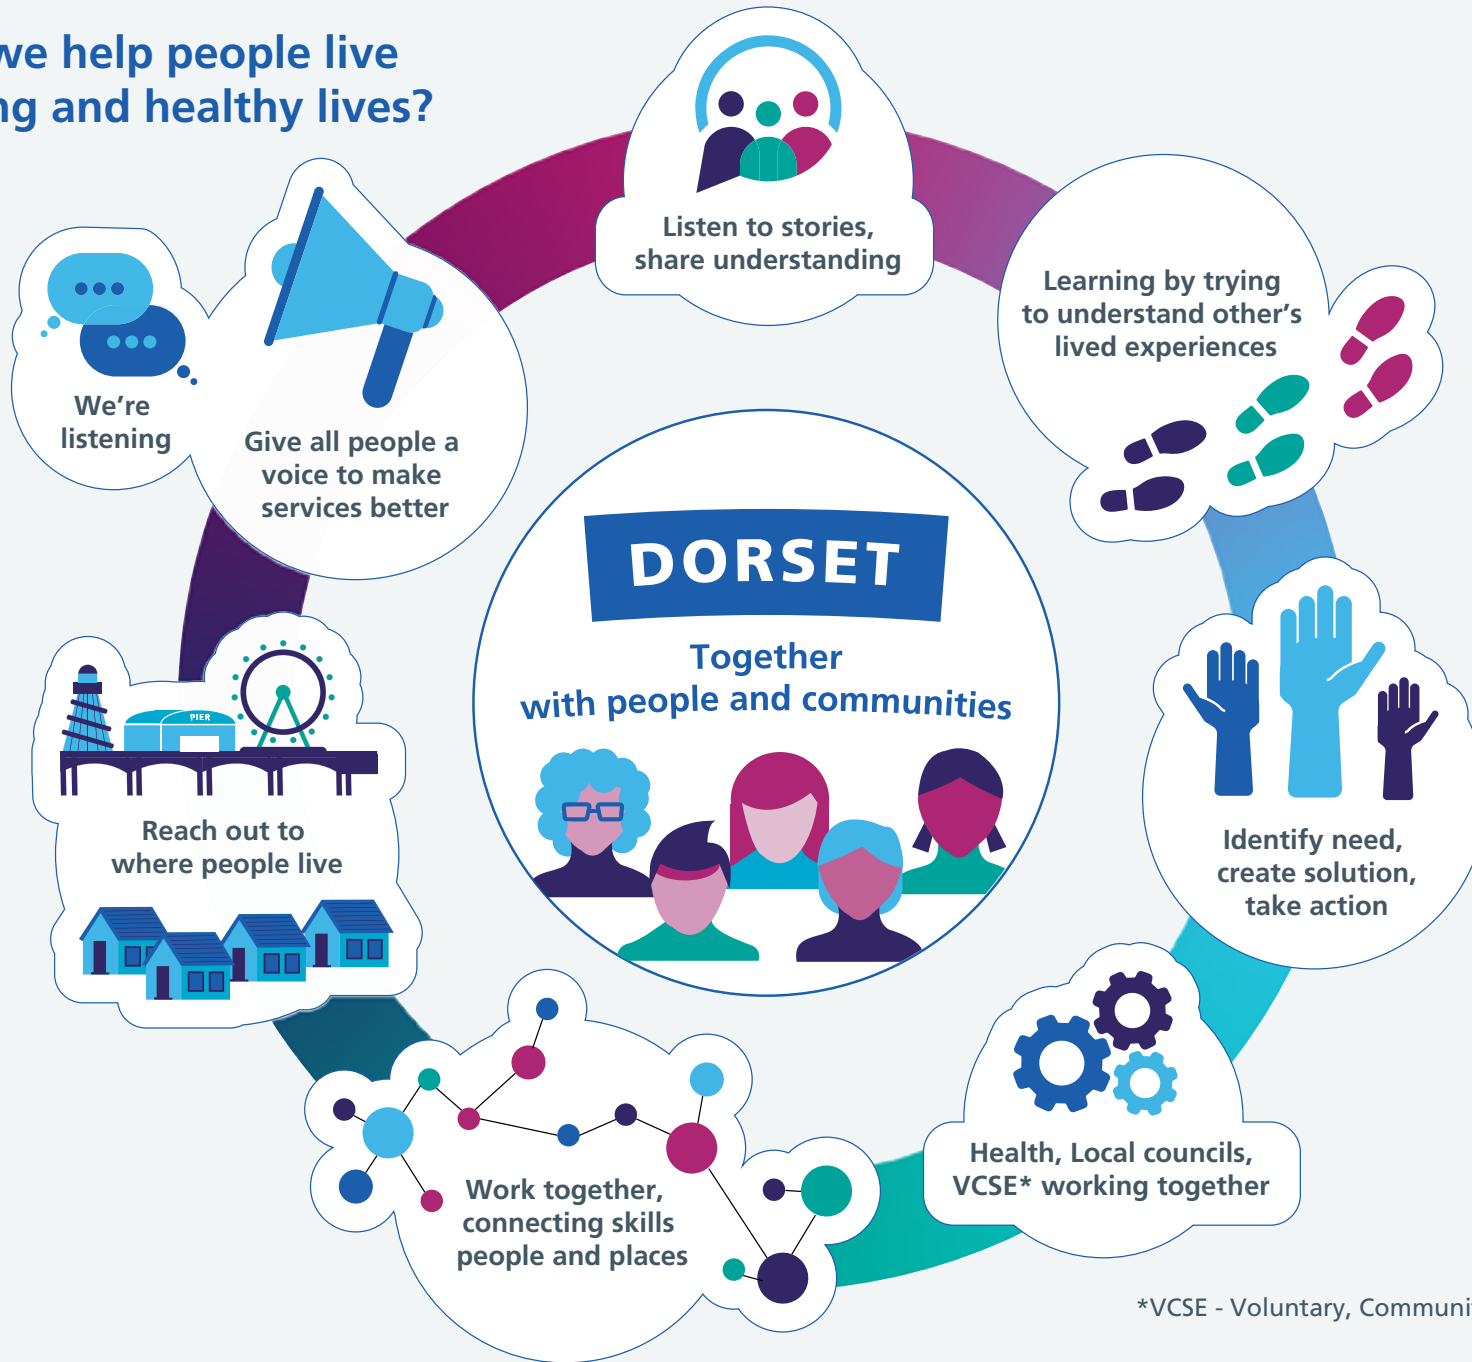 we help people live
ng and healthy lives?
Listen to stories,
share understanding
Learning by trying
to understand other's
lived experiences
We're
listening
Give all people a
voice to make
services better
DORSET
Together
with people and communities
PIER
Reach out to
where people live
Identify need,
create solution,
take action
Health, Local councils,
VCSE* working together
Work together,
connecting skills
people and places
*VCSE - Voluntary, Communi